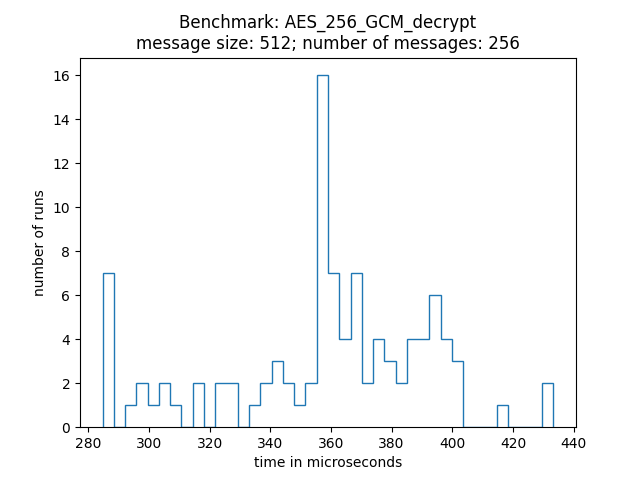 Benchmark: AES_256_GCM_decrypt
message size: 512; number of messages: 256
16
14
12
10
8
6
4
2
0
number of runs
280 300 320 340 360 380 400 420 440
time in microseconds